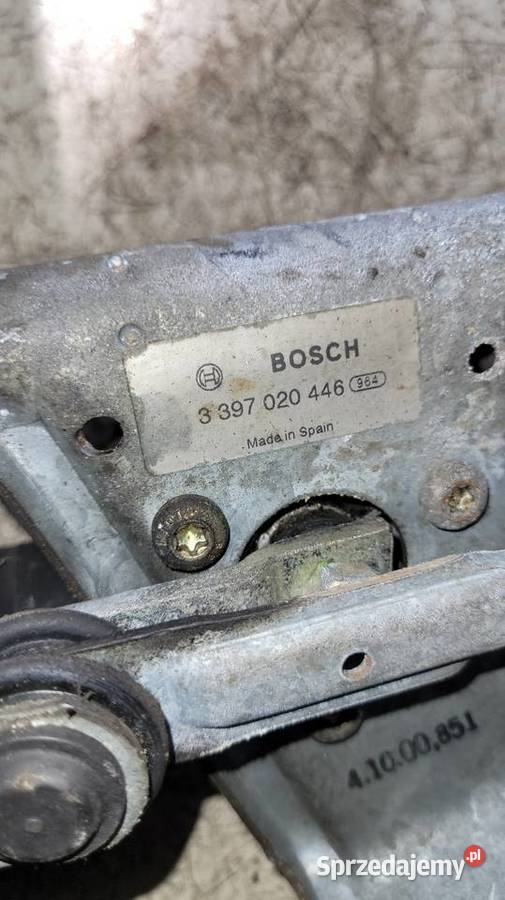 BOSCH
3 397 020 446 984
Made in Spain
4.10.00,851
Sprzedajemy.pl